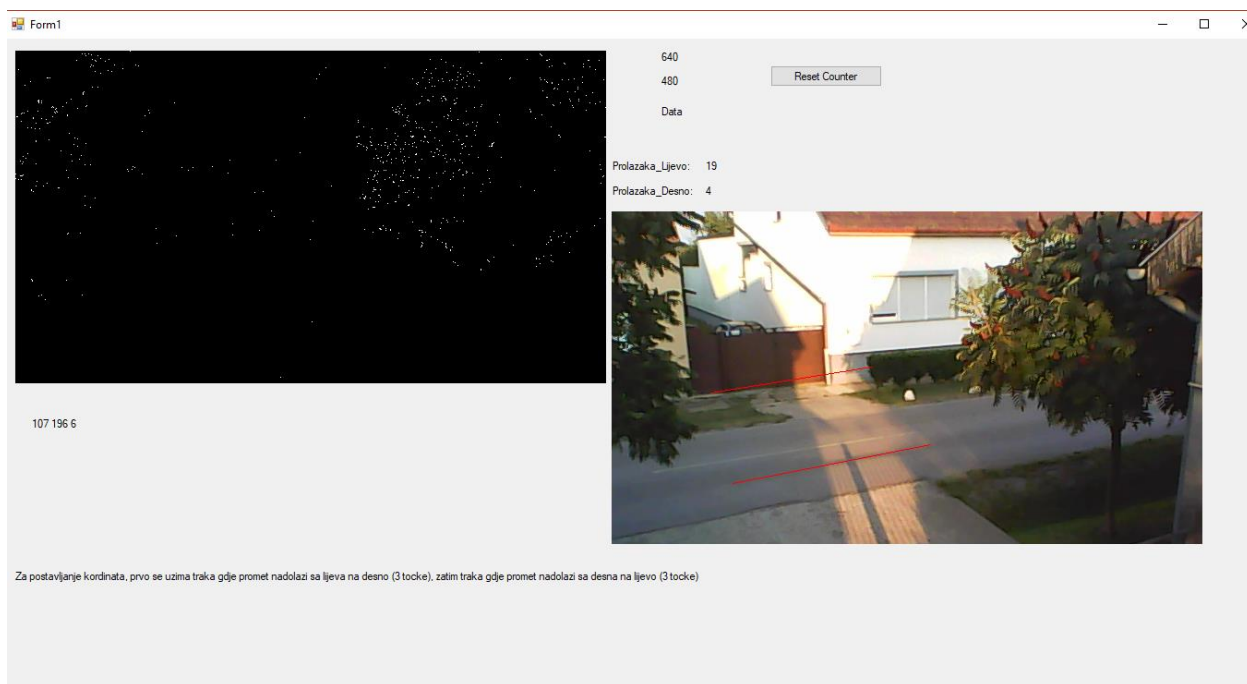 Form1
640
480
Reset Counter
Data
Prolazaka_Lijevo: 19
Prolazaka_Desno: 4
107 196 6
Za postavljanje kordinata, prvo se uzima traka gdje promet nadolazi sa lijeva na desno (3 tocke), zatim traka gdje promet nadolazi sa desna na lijevo (3 tocke)